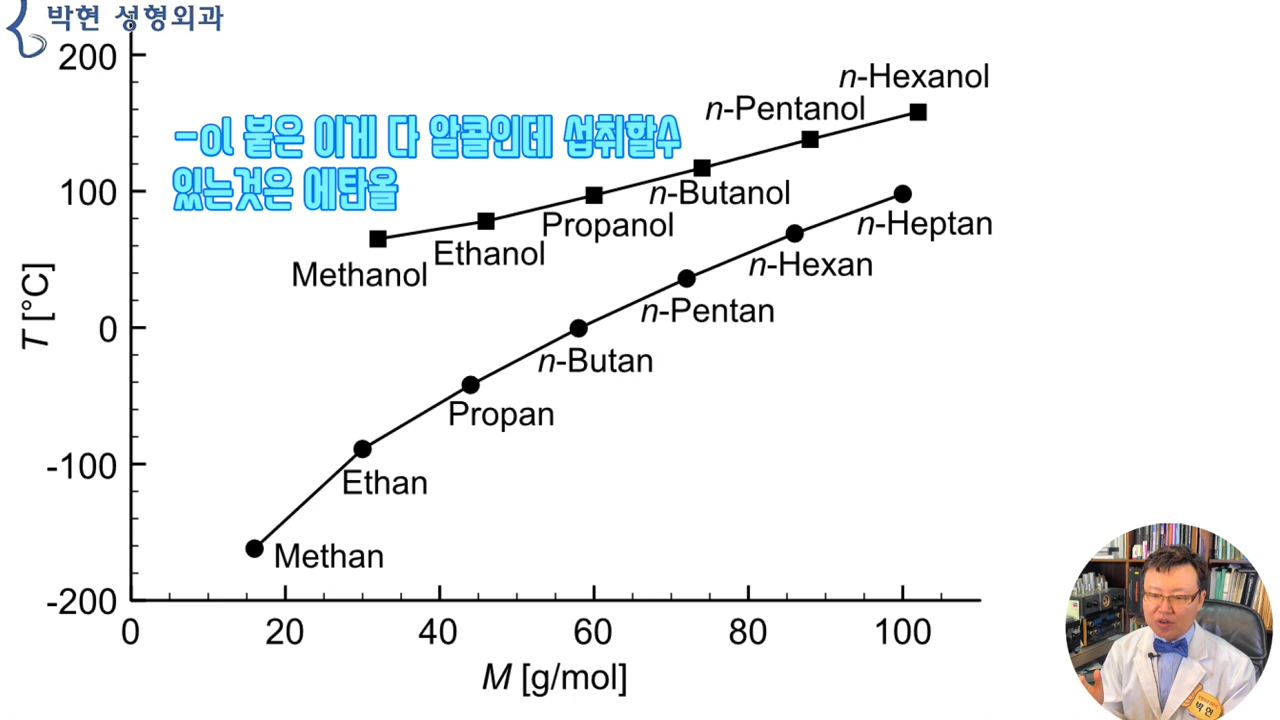 박현 성형외과
200
100
0
-100
-200
T [°C]
-ol 붙은 이게 다 알콜인데 섭취할수
있는것은 에탄올
n-Hexanol
n-Pentanol
n-Butanol
Propanol
Ethanol
Methanol
n-Heptan
n-Hexan
n-Pentan
n-Butan
Propan
Ethan
Methan
0 20 40 60 80 100
M [g/mol]